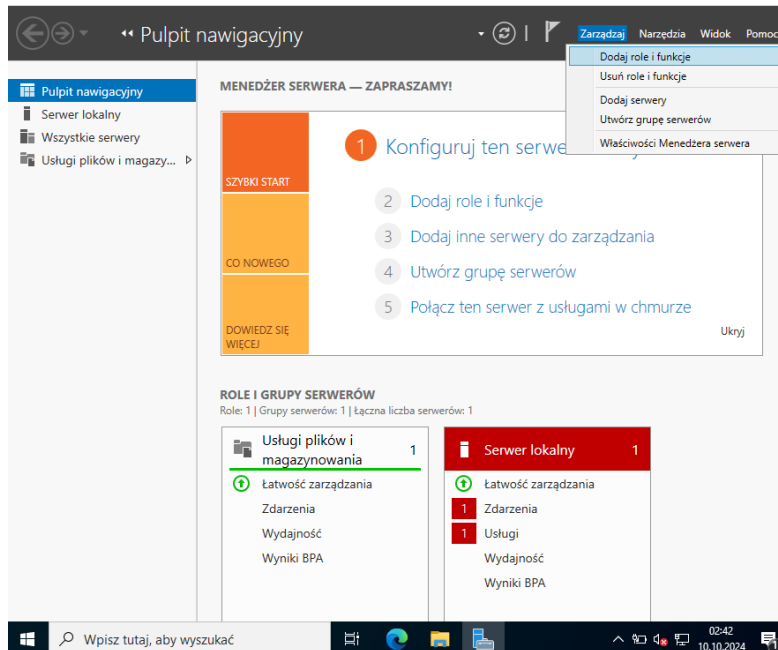 Pulpit nawigacyjny
Zarządzaj Narzędzia Widok Pomoc
Dodaj role i funkcje
Usuń role i funkcje
Dodaj serwery
Utwórz grupę serwerów
Właściwości Menedżera serwera
Pulpit nawigacyjny
Serwer lokalny
Wszystkie serwery
Usługi plików i magazy...
MENEDŻER SERWERA — ZAPRASZAMY!
SZYBKI START
CO NOWEGO
DOWIEDZ SIĘ
WIĘCEJ
1 Konfiguruj ten
2 Dodaj role i funkcje
3 Dodaj inne serwery do zarządzania
4 Utwórz grupę serwerów
5 Połącz ten serwer z usługami w chmurze
Ukryj
ROLE I GRUPY SERWERÓW
Role: 1 | Grupy serwerów: 1 | Łączna liczba serwerów: 1
Usługi plików i
magazynowania 1
Łatwość zarządzania
Zdarzenia
Wydajność
Wyniki BPA
Serwer lokalny 1
Łatwość zarządzania
1 Zdarzenia
1 Usługi
Wydajność
Wyniki BPA
Wpisz tutaj, aby wyszukać
02:42
10.10.2024